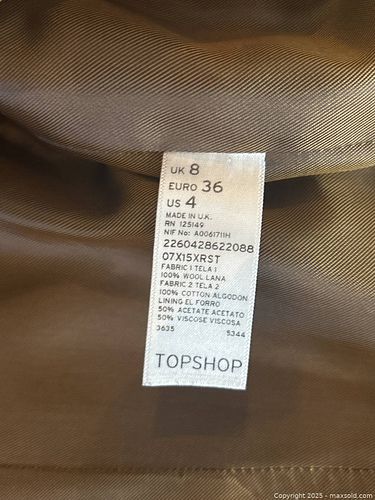 UK 8
EURO 36
US 4
MADE IN U.K.
RN 125149
NIF No: A0061711H
2260428622088
07X15XRST
FABRIC 1 TELA 1
100% WOOL LANA
FABRIC 2 TELA 2
100% COTTON ALGODON
LINING EL FORRO
50% ACETATE ACETATO
50% VISCOSE VISCOSA
3635 5344
TOPSHOP
Copyright © 2025 - maxsold.com